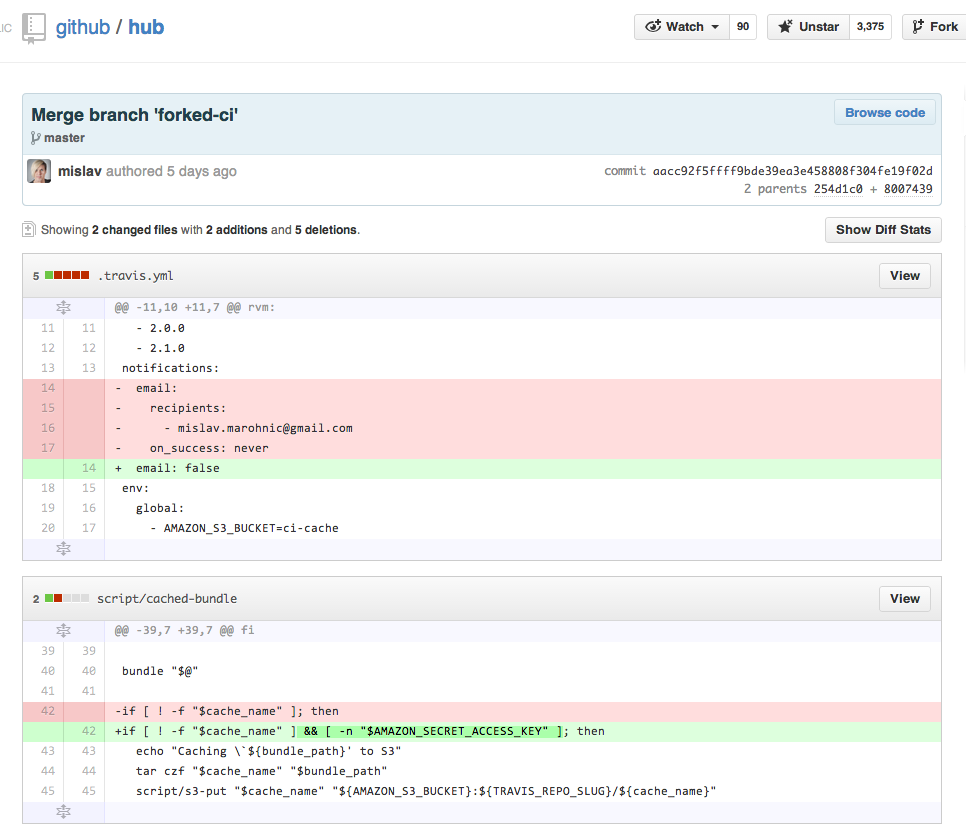 IC github / hub Watch 90 Unstar 3,375 Fork
Merge branch 'forked-ci' Browse code
master
mislav authored 5 days ago commit aacc92f5ffff9bde39ea3e458808f304fe19f02d
2 parents 254d1c0 + 8007439
Showing 2 changed files with 2 additions and 5 deletions. Show Diff Stats
5 .travis.yml View
@@ -11,10 +11,7 @@ rvm:
11 11 - 2.0.0
12 12 - 2.1.0
13 13 notifications:
14 - email:
15 - recipients:
16 - - mislav.marohnic@gmail.com
17 - on_success: never
14 + email: false
18 15 env:
19 16 global:
20 17 - AMAZON_S3_BUCKET=ci-cache
2 script/cached-bundle View
@@ -39,7 +39,7 @@ fi
39 39
40 40 bundle "$@"
41 41
42 -if [ ! -f "$cache_name" ]; then
42 +if [ ! -f "$cache_name" ] && [ -n "$AMAZON_SECRET_ACCESS_KEY" ]; then
43 43 echo "Caching \`${bundle_path}' to S3"
44 44 tar czf "$cache_name" "$bundle_path"
45 45 script/s3-put "$cache_name" "${AMAZON_S3_BUCKET}:${TRAVIS_REPO_SLUG}/${cache_name}"